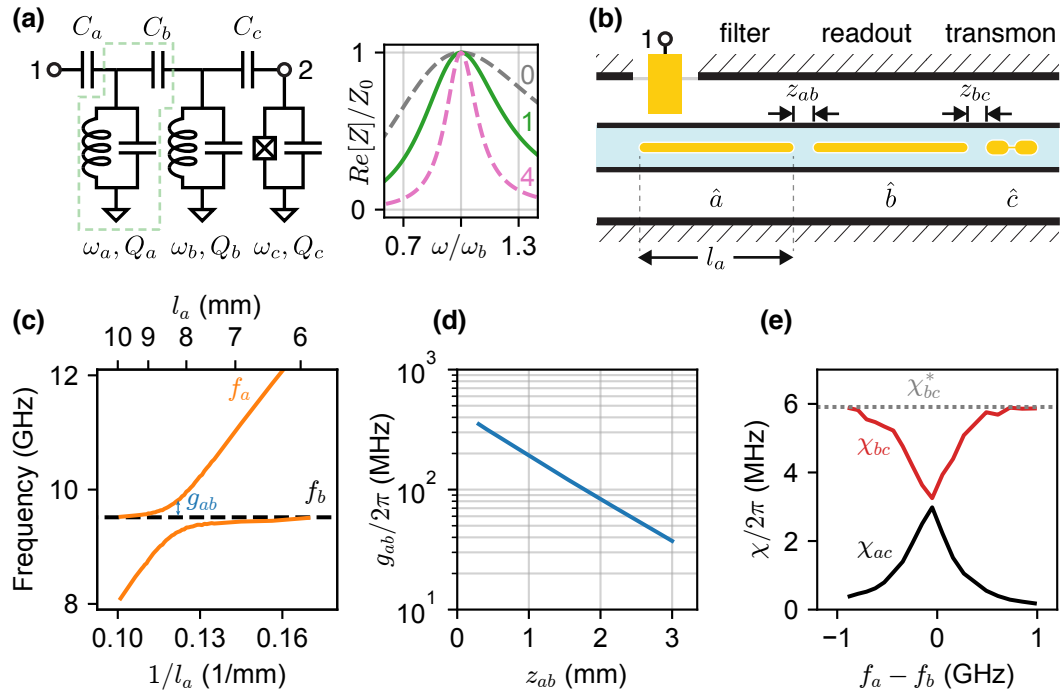 (a)
C_a
C_b
C_c
1
2
ω_a, Q_a
ω_b, Q_b
ω_c, Q_c
Re[Z]/Z_0
1
0
0
1
4
0.7
1.3
ω/ω_b
(b)
1
filter
readout
transmon
z_ab
z_bc
â
b̂
ĉ
l_a
(c)
l_a (mm)
10 9 8 7 6
Frequency (GHz)
12
10
8
f_a
g_ab
f_b
0.10 0.13 0.17
1/l_a (1/mm)
(d)
g_ab/2π (MHz)
10^3
10^2
10^1
0 1 2 3
z_ab (mm)
(e)
χ/2π (MHz)
6
4
2
0
χ*_bc
χ_bc
χ_ac
−1 0 1
f_a − f_b (GHz)